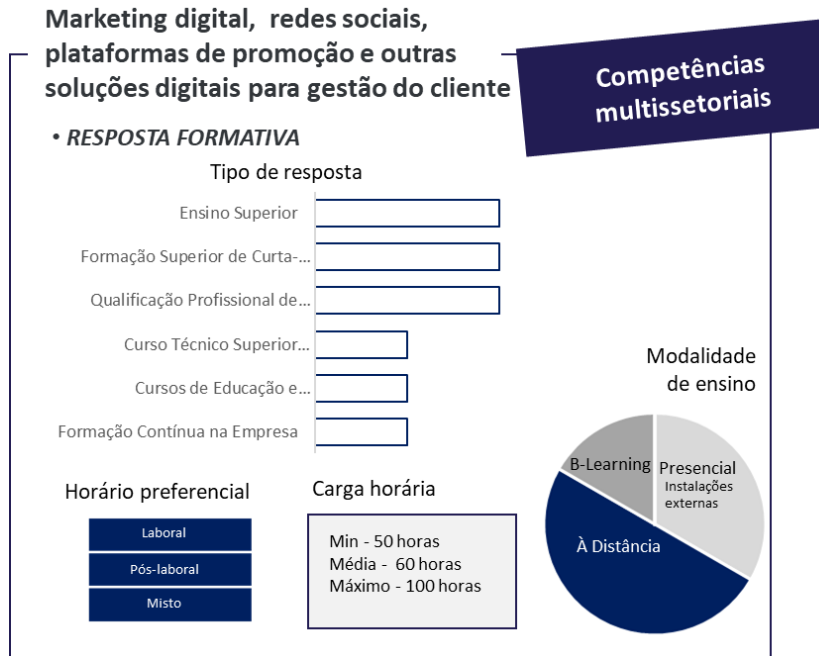 Marketing digital, redes sociais,
plataformas de promoção e outras
soluções digitais para gestão do cliente
Competências
multissetoriais
• RESPOSTA FORMATIVA
Tipo de resposta
Ensino Superior
Formação Superior de Curta-...
Qualificação Profissional de...
Curso Técnico Superior...
Cursos de Educação e...
Formação Contínua na Empresa
Modalidade
de ensino
B-Learning
Presencial
Instalações
externas
À Distância
Horário preferencial
Laboral
Pós-laboral
Misto
Carga horária
Min - 50 horas
Média - 60 horas
Máximo - 100 horas